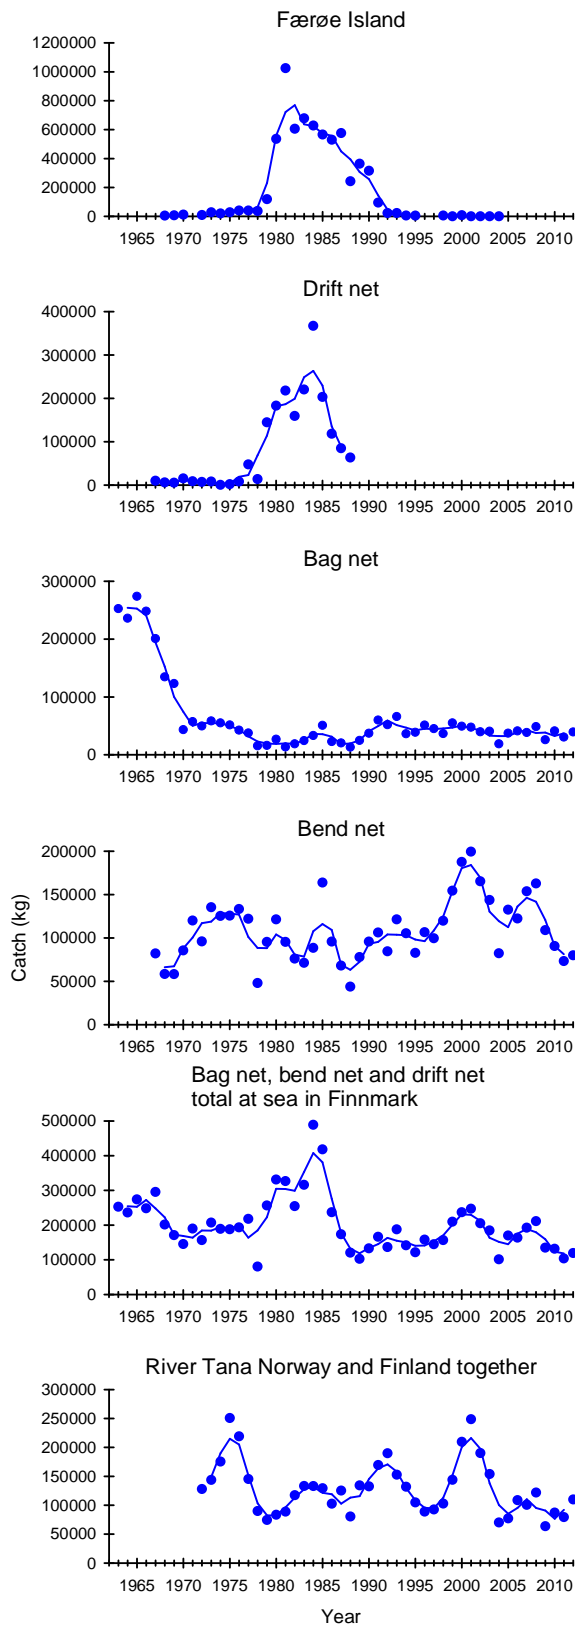 Færøe Island
1200000
1000000
800000
600000
400000
200000
0
1965 1970 1975 1980 1985 1990 1995 2000 2005 2010
Drift net
400000
300000
200000
100000
0
1965 1970 1975 1980 1985 1990 1995 2000 2005 2010
Bag net
300000
200000
100000
0
1965 1970 1975 1980 1985 1990 1995 2000 2005 2010
Bend net
200000
150000
100000
50000
0
Catch (kg)
1965 1970 1975 1980 1985 1990 1995 2000 2005 2010
Bag net, bend net and drift net
total at sea in Finnmark
500000
400000
300000
200000
100000
0
1965 1970 1975 1980 1985 1990 1995 2000 2005 2010
River Tana Norway and Finland together
300000
250000
200000
150000
100000
50000
0
1965 1970 1975 1980 1985 1990 1995 2000 2005 2010
Year